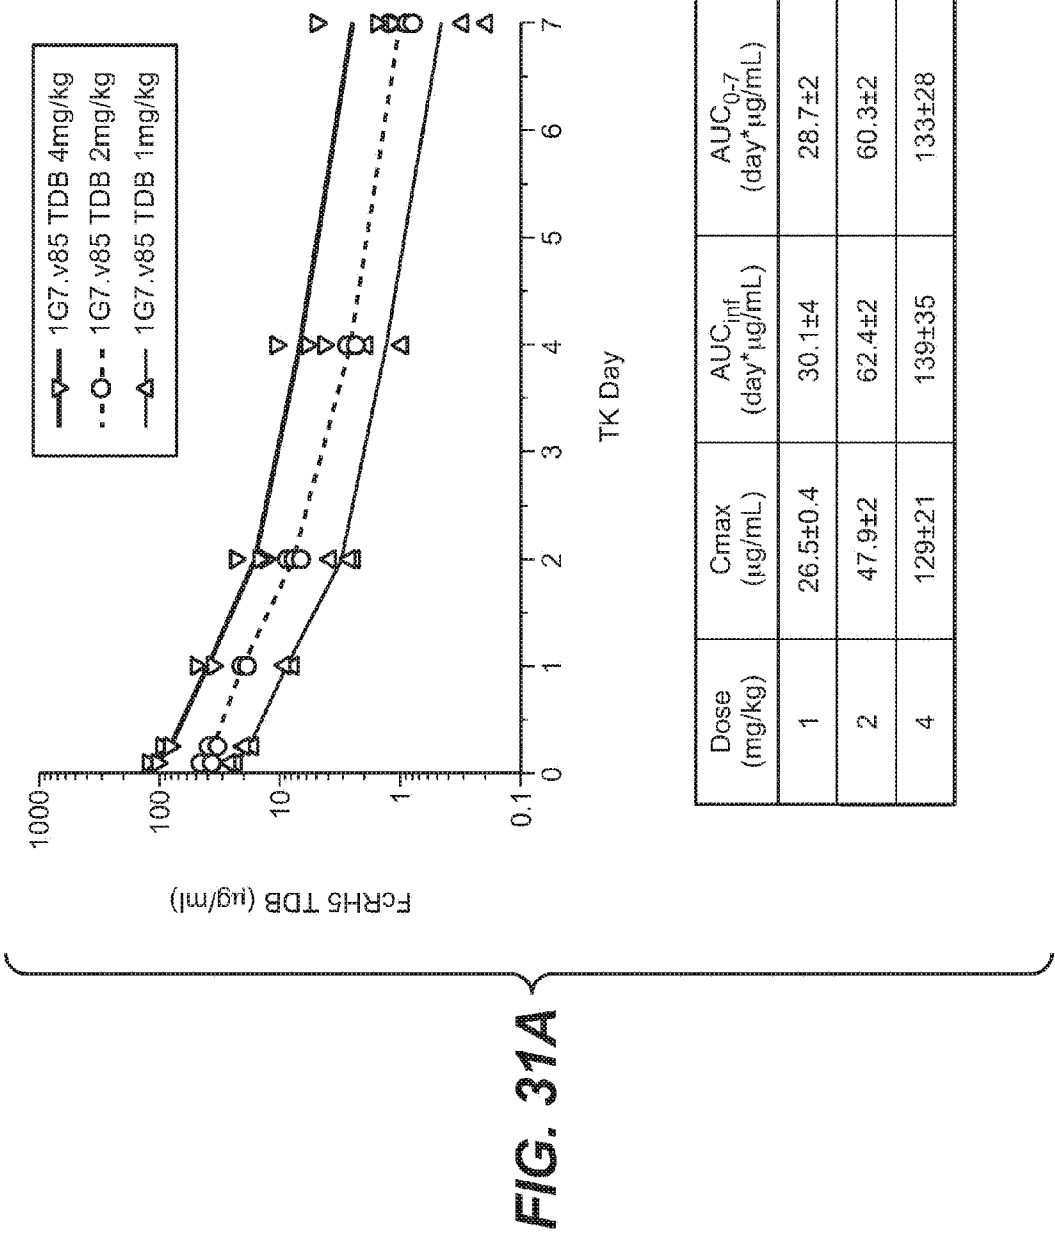 1G7.v85 TDB 4mg/kg
1G7.v85 TDB 2mg/kg
1G7.v85 TDB 1mg/kg
FcRH5 TDB (µg/ml)
1000
100
10
1
0.1
0 1 2 3 4 5 6 7
TK Day
Dose (mg/kg) Cmax (µg/mL) AUCinf (day*µg/mL) AUC0-7 (day*µg/mL)
1 26.5±0.4 30.1±4 28.7±2
2 47.9±2 62.4±2 60.3±2
4 129±21 139±35 133±28
FIG. 31A